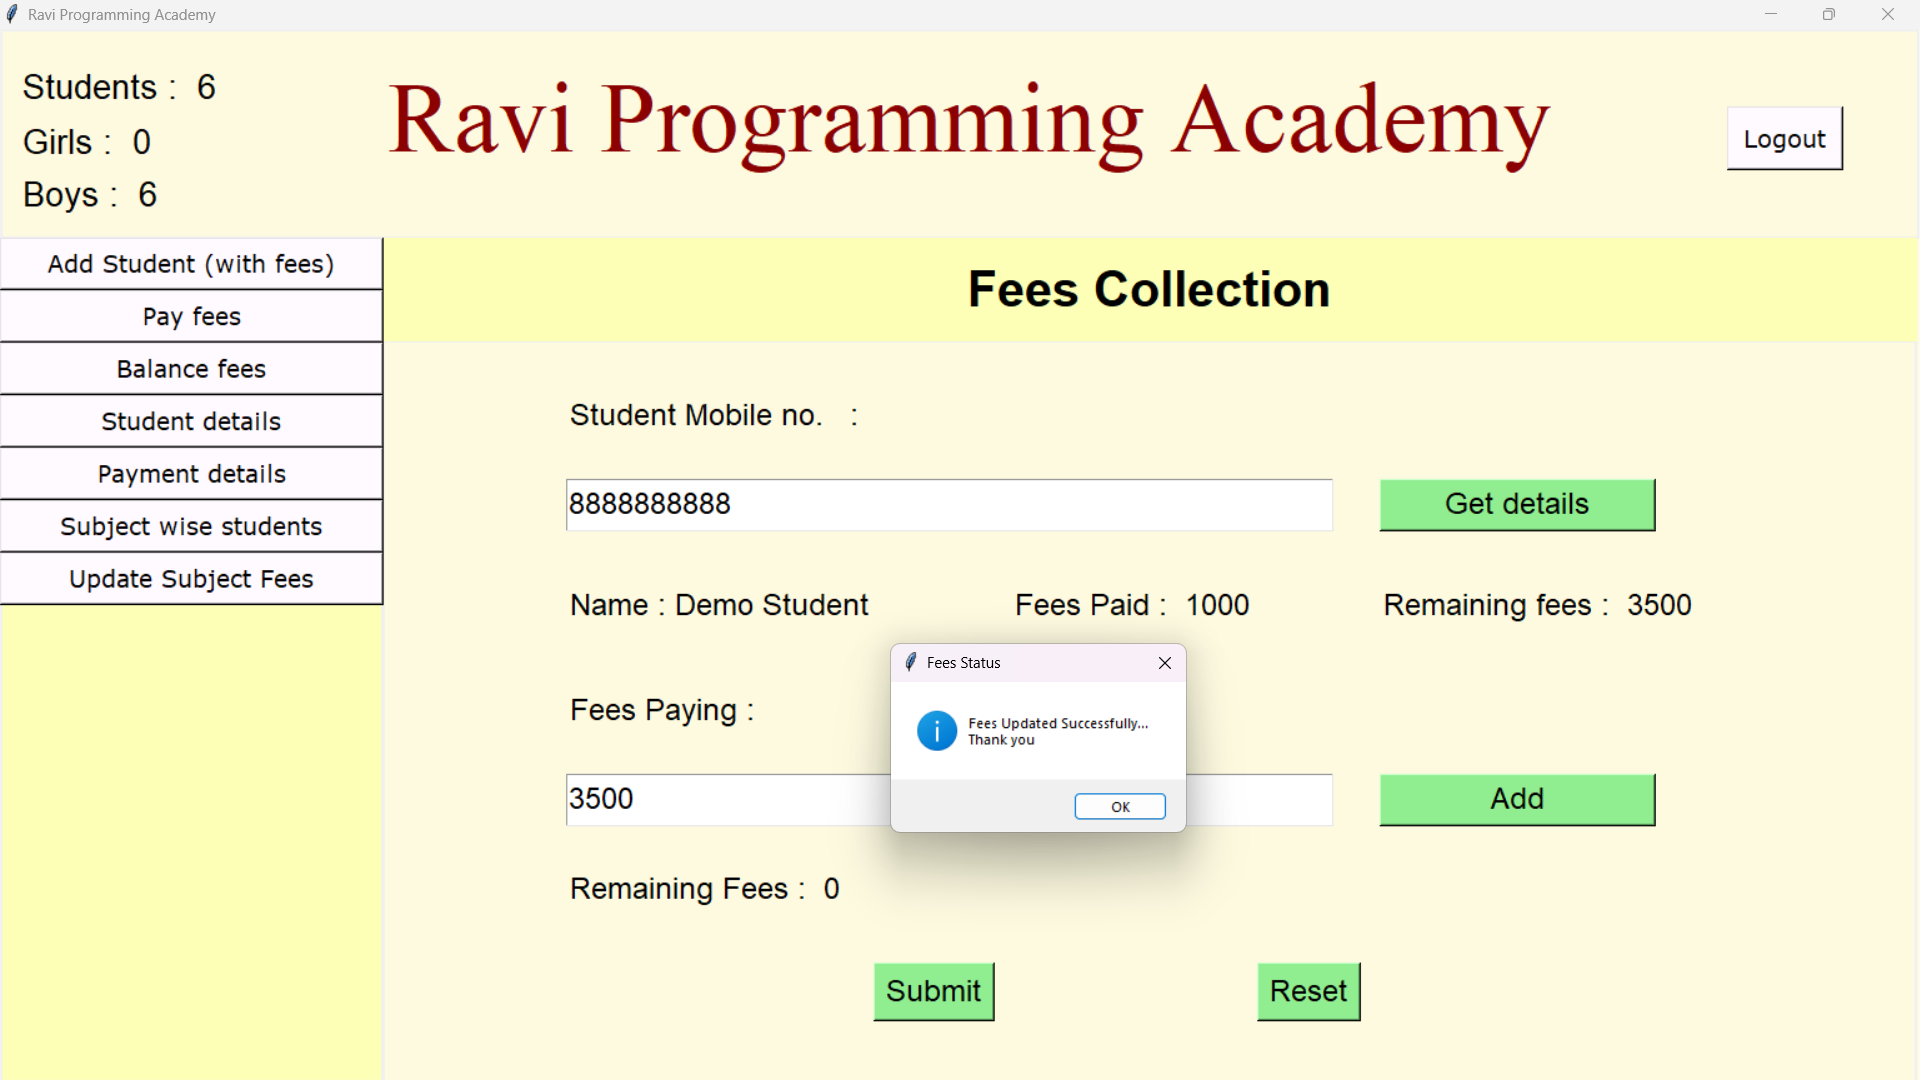 Ravi Programming Academy
Students :  6
Girls :  0
Boys :  6
Ravi Programming Academy
Logout
Add Student (with fees)
Pay fees
Balance fees
Student details
Payment details
Subject wise students
Update Subject Fees
Fees Collection
Student Mobile no.   :
8888888888
Get details
Name : Demo Student
Fees Paid :  1000
Remaining fees :  3500
Fees Status
Fees Updated Successfully...
Thank you
OK
Fees Paying :
3500
Add
Remaining Fees :  0
Submit
Reset